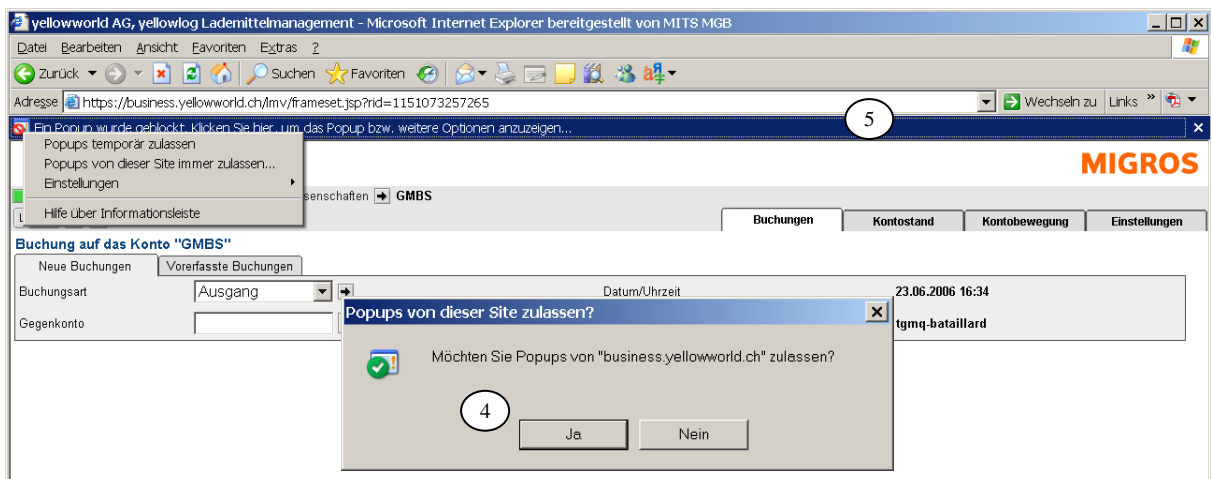 yellowworld AG, yellowlog Lademittelmanagement - Microsoft Internet Explorer bereitgestellt von MITS MGB
Datei Bearbeiten Ansicht Favoriten Extras ?
Zurück Suchen Favoriten
Adresse https://business.yellowworld.ch/lmv/frameset.jsp?rid=1151073257265 Wechseln zu Links »
5
Ein Popup wurde geblockt. Klicken Sie hier, um das Popup bzw. weitere Optionen anzuzeigen...
Popups temporär zulassen
Popups von dieser Site immer zulassen...
Einstellungen
Hilfe über Informationsleiste
MIGROS
senschaften GMBS
Buchungen Kontostand Kontobewegung Einstellungen
Buchung auf das Konto "GMBS"
Neue Buchungen Vorerfasste Buchungen
Buchungsart Ausgang Datum/Uhrzeit 23.06.2006 16:34
Gegenkonto tgmq-bataillard
Popups von dieser Site zulassen?
Möchten Sie Popups von "business.yellowworld.ch" zulassen?
4
Ja Nein